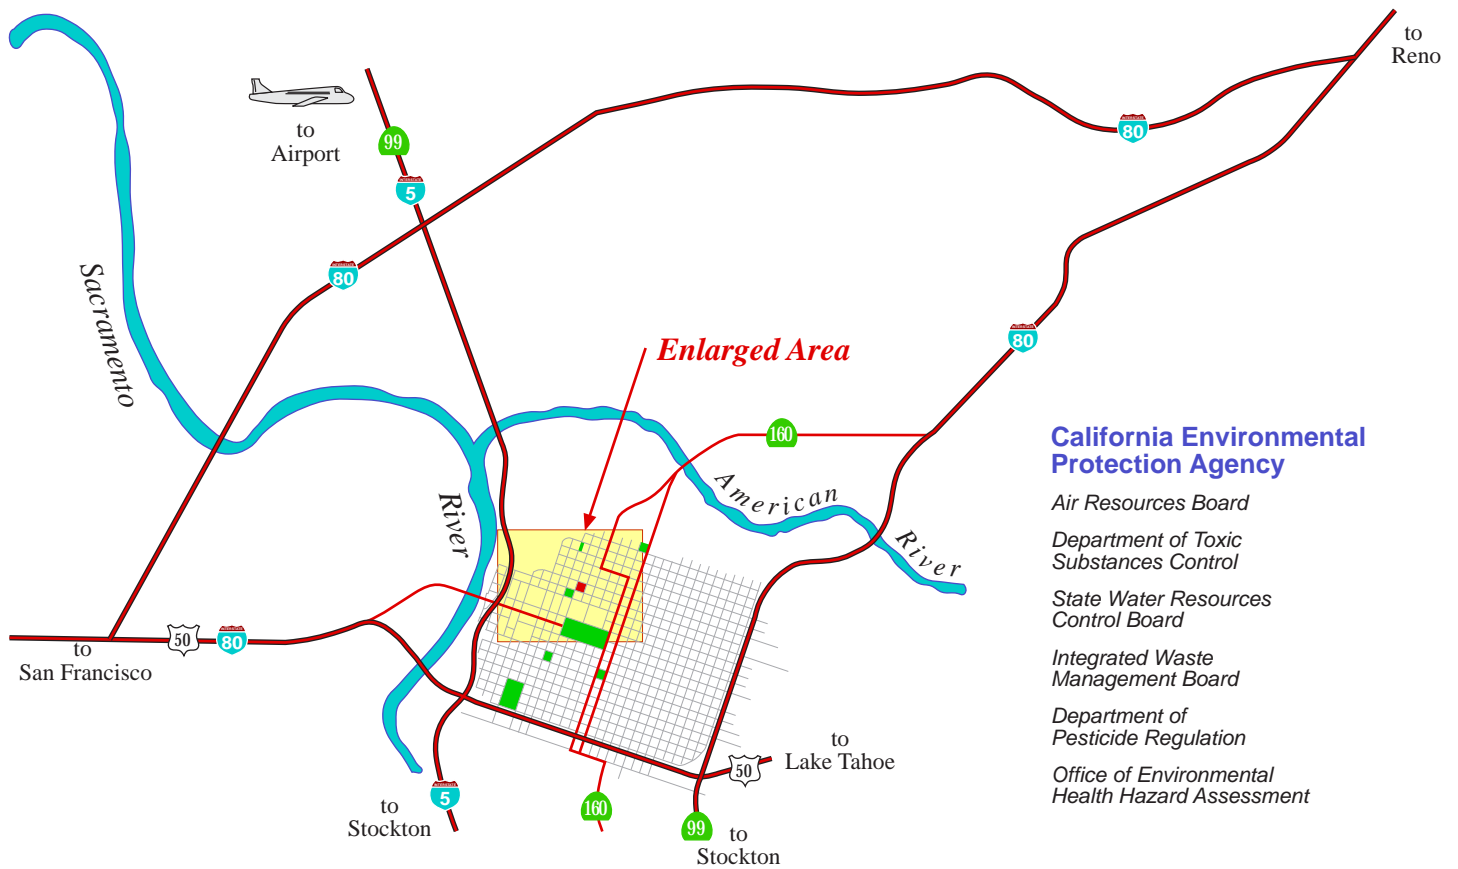 to
Reno
to
Airport
99
5
80
80
80
Sacramento
Enlarged Area
160
American
River
River
California Environmental
Protection Agency
Air Resources Board
Department of Toxic
Substances Control
State Water Resources
Control Board
Integrated Waste
Management Board
Department of
Pesticide Regulation
Office of Environmental
Health Hazard Assessment
50
80
to
San Francisco
to
Lake Tahoe
50
5
to
Stockton
160
99
to
Stockton